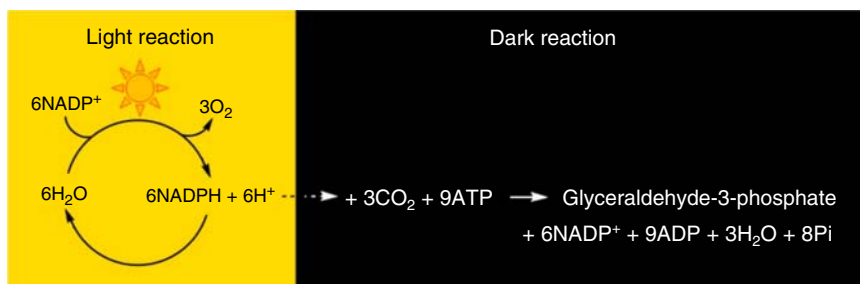 Light reaction
Dark reaction
6NADP⁺
3O₂
6H₂O
6NADPH + 6H⁺
+ 3CO₂ + 9ATP
Glyceraldehyde-3-phosphate
+ 6NADP⁺ + 9ADP + 3H₂O + 8Pi